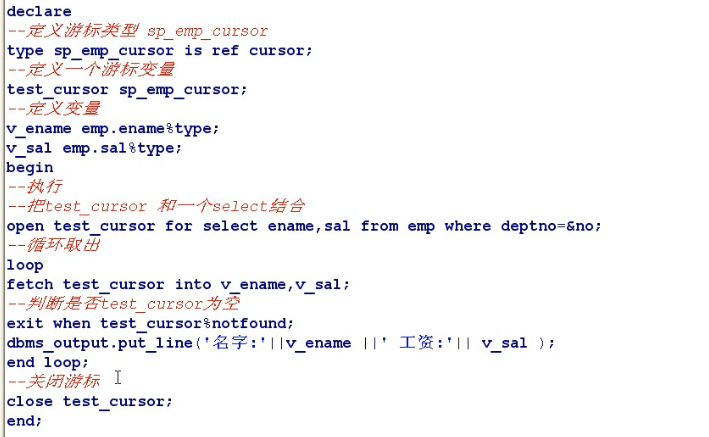 declare
--定义游标类型 sp_emp_cursor
type sp_emp_cursor is ref cursor;
--定义一个游标变量
test_cursor sp_emp_cursor;
--定义变量
v_ename emp.ename%type;
v_sal emp.sal%type;
begin
--执行
--把test_cursor 和一个select结合
open test_cursor for select ename,sal from emp where deptno=&no;
--循环取出
loop
fetch test_cursor into v_ename,v_sal;
--判断是否test_cursor为空
exit when test_cursor%notfound;
dbms_output.put_line('名字:'||v_ename ||' 工资:'|| v_sal );
end loop;
--关闭游标
close test_cursor;
end;